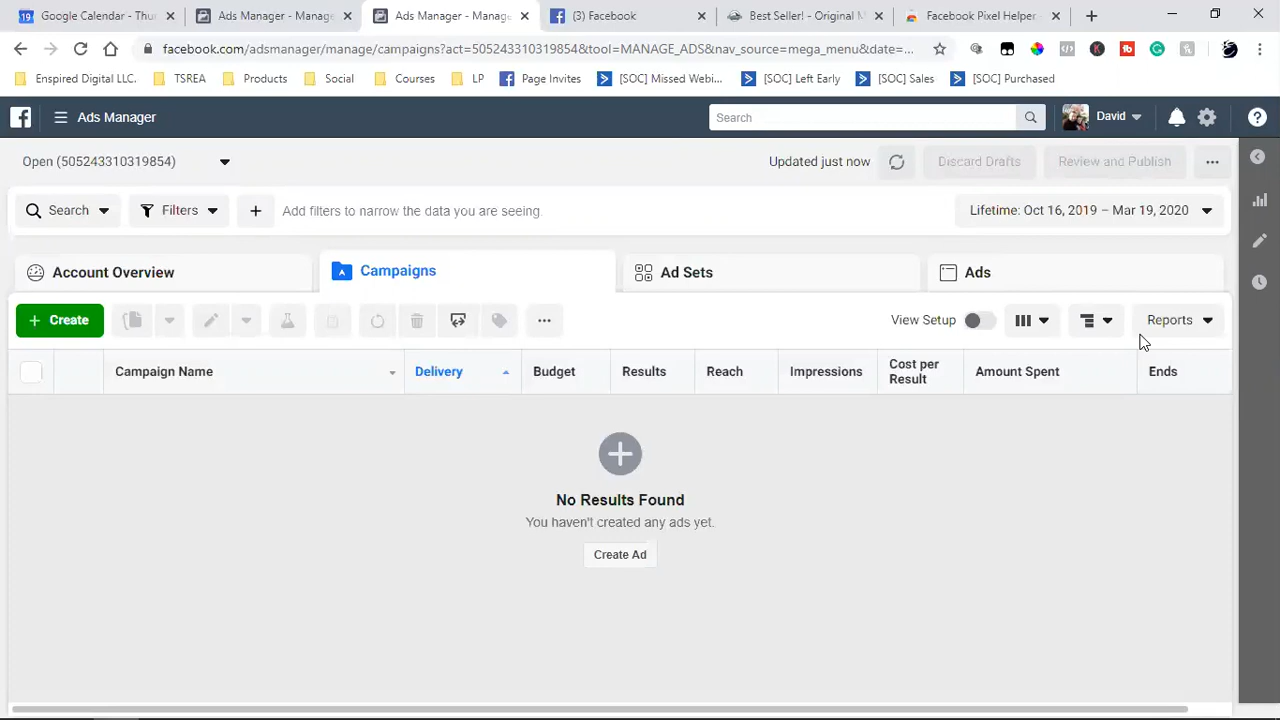 19 Google Calendar - Thu
Ads Manager - Manage
Ads Manager - Manage
(3) Facebook
Best Seller! - Original M
Facebook Pixel Helper -
facebook.com/adsmanager/manage/campaigns?act=505243310319854&tool=MANAGE_ADS&nav_source=mega_menu&date=...
Enspired Digital LLC.
TSREA
Products
Social
Courses
LP
Page Invites
[SOC] Missed Webi...
[SOC] Left Early
[SOC] Sales
[SOC] Purchased
Ads Manager
Search
David
Open (505243310319854)
Updated just now
Discard Drafts
Review and Publish
Search
Filters
Add filters to narrow the data you are seeing.
Lifetime: Oct 16, 2019 – Mar 19, 2020
Account Overview
Campaigns
Ad Sets
Ads
+ Create
View Setup
Reports
Campaign Name
Delivery
Budget
Results
Reach
Impressions
Cost per
Result
Amount Spent
Ends
No Results Found
You haven't created any ads yet.
Create Ad